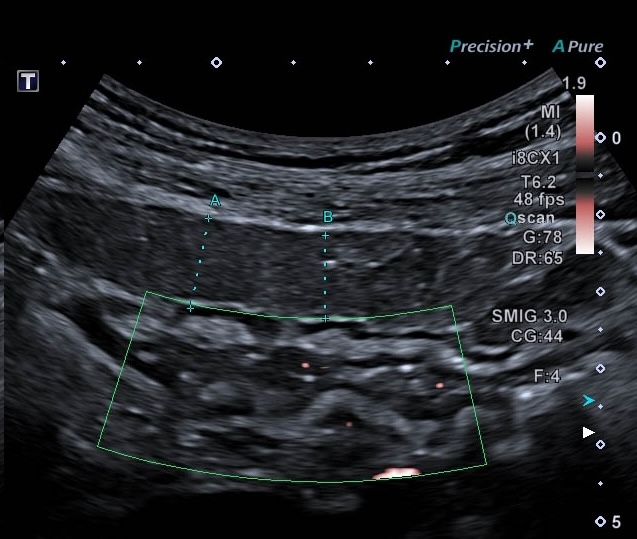 Precision+ A Pure
T
1.9
MI
(1.4)
0
i8CX1
T6.2
48 fps
Qscan
G:78
DR:65
A
B
SMIG 3.0
CG:44
F:4
5